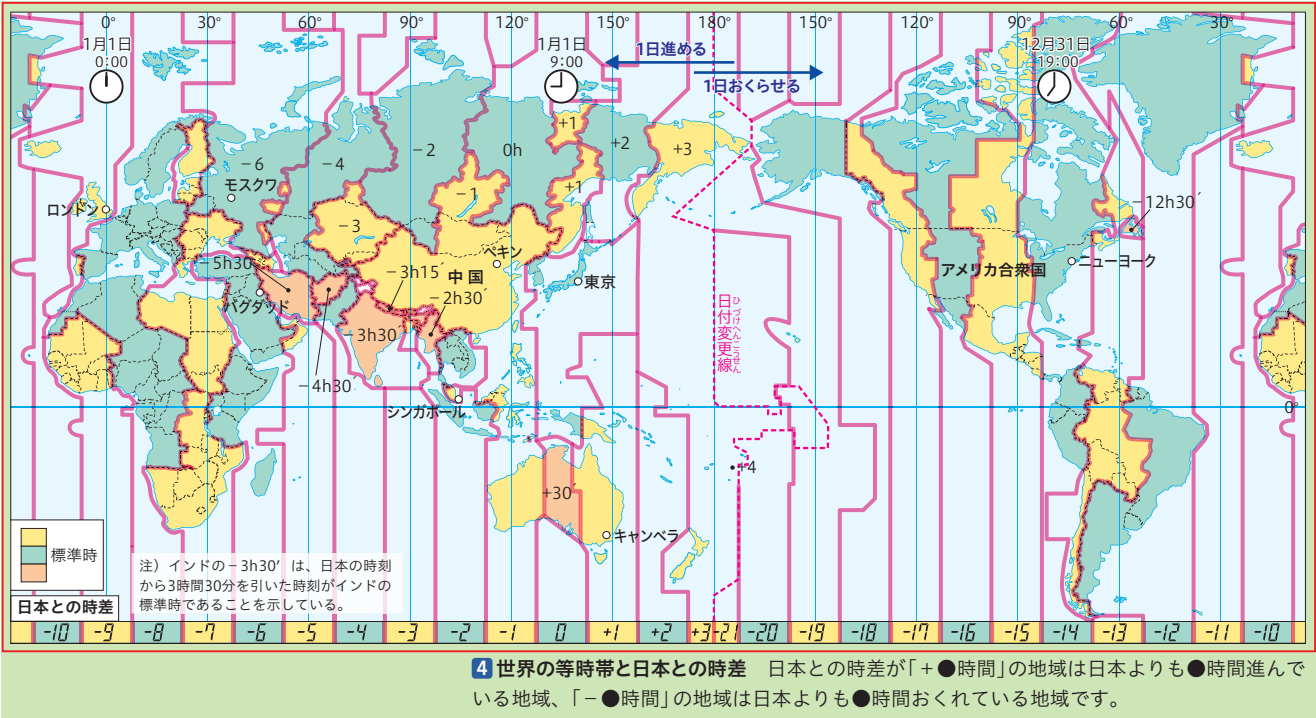 0° 30° 60° 90° 120° 150° 180° 150° 120° 90° 60° 30°
1月1日
0:00
1月1日
9:00
1日進める
1日おくらせる
12月31日
19:00
+1
+2
+3
0h
−2
−4
−6
モスクワ
−1
+1
ロンドン
−3
−12h30′
ペキン
中国
東京
アメリカ合衆国
ニューヨーク
−5h30′
−3h15′
−2h30′
バグダッド
−3h30′
−4h30′
日付変更線
ひづけへんこうせん
シンガポール
0°
+4
+30′
キャンベラ
標準時
注）インドの−3h30′は、日本の時刻
から3時間30分を引いた時刻がインドの
標準時であることを示している。
日本との時差
-10 -9 -8 -7 -6 -5 -4 -3 -2 -1 0 +1 +2 +3 -21 -20 -19 -18 -17 -16 -15 -14 -13 -12 -11 -10
4 世界の等時帯と日本との時差 日本との時差が「＋●時間」の地域は日本よりも●時間進んで
いる地域、「－●時間」の地域は日本よりも●時間おくれている地域です。